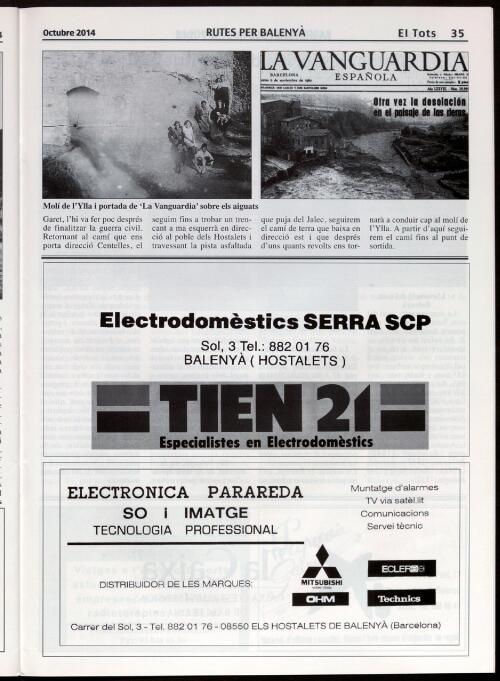 Octubre 2014
RUTES PER BALENYÀ
El Tots 35
LA VANGUARDIA
BARCELONA
ESPAÑOLA
Otra vez la desolación
en el paisaje de las rieras
Molí de l'Ylla i portada de 'La Vanguardia' sobre els aiguats
Garet, l'hi va fer poc després
de finalitzar la guerra civil.
Retornant al camí que ens
porta direcció Centelles, el
seguim fins a trobar un tren-
cant a ma esquerrà en direc-
ció al poble dels Hostalets i
travessant la pista asfaltada
que puja del Jalec, seguirem
el camí de terra que baixa en
direcció est i que després
d'uns quants revolts ens tor-
narà a conduir cap al molí de
l'Ylla. A partir d'aquí segui-
rem el camí fins al punt de
sortida.
Electrodomèstics SERRA SCP
Sol, 3 Tel.: 882 01 76
BALENYÀ ( HOSTALETS )
TIEN 21
Especialistes en Electrodomèstics
ELECTRONICA PARAREDA
SO i IMATGE
TECNOLOGIA PROFESSIONAL
Muntatge d'alarmes
TV via satèl.lit
Comunicacions
Servei tècnic
DISTRIBUIDOR DE LES MARQUES:
MITSUBISHI
ECLER
OHM
Technics
Carrer del Sol, 3 - Tel. 882 01 76 - 08550 ELS HOSTALETS DE BALENYÀ (Barcelona)